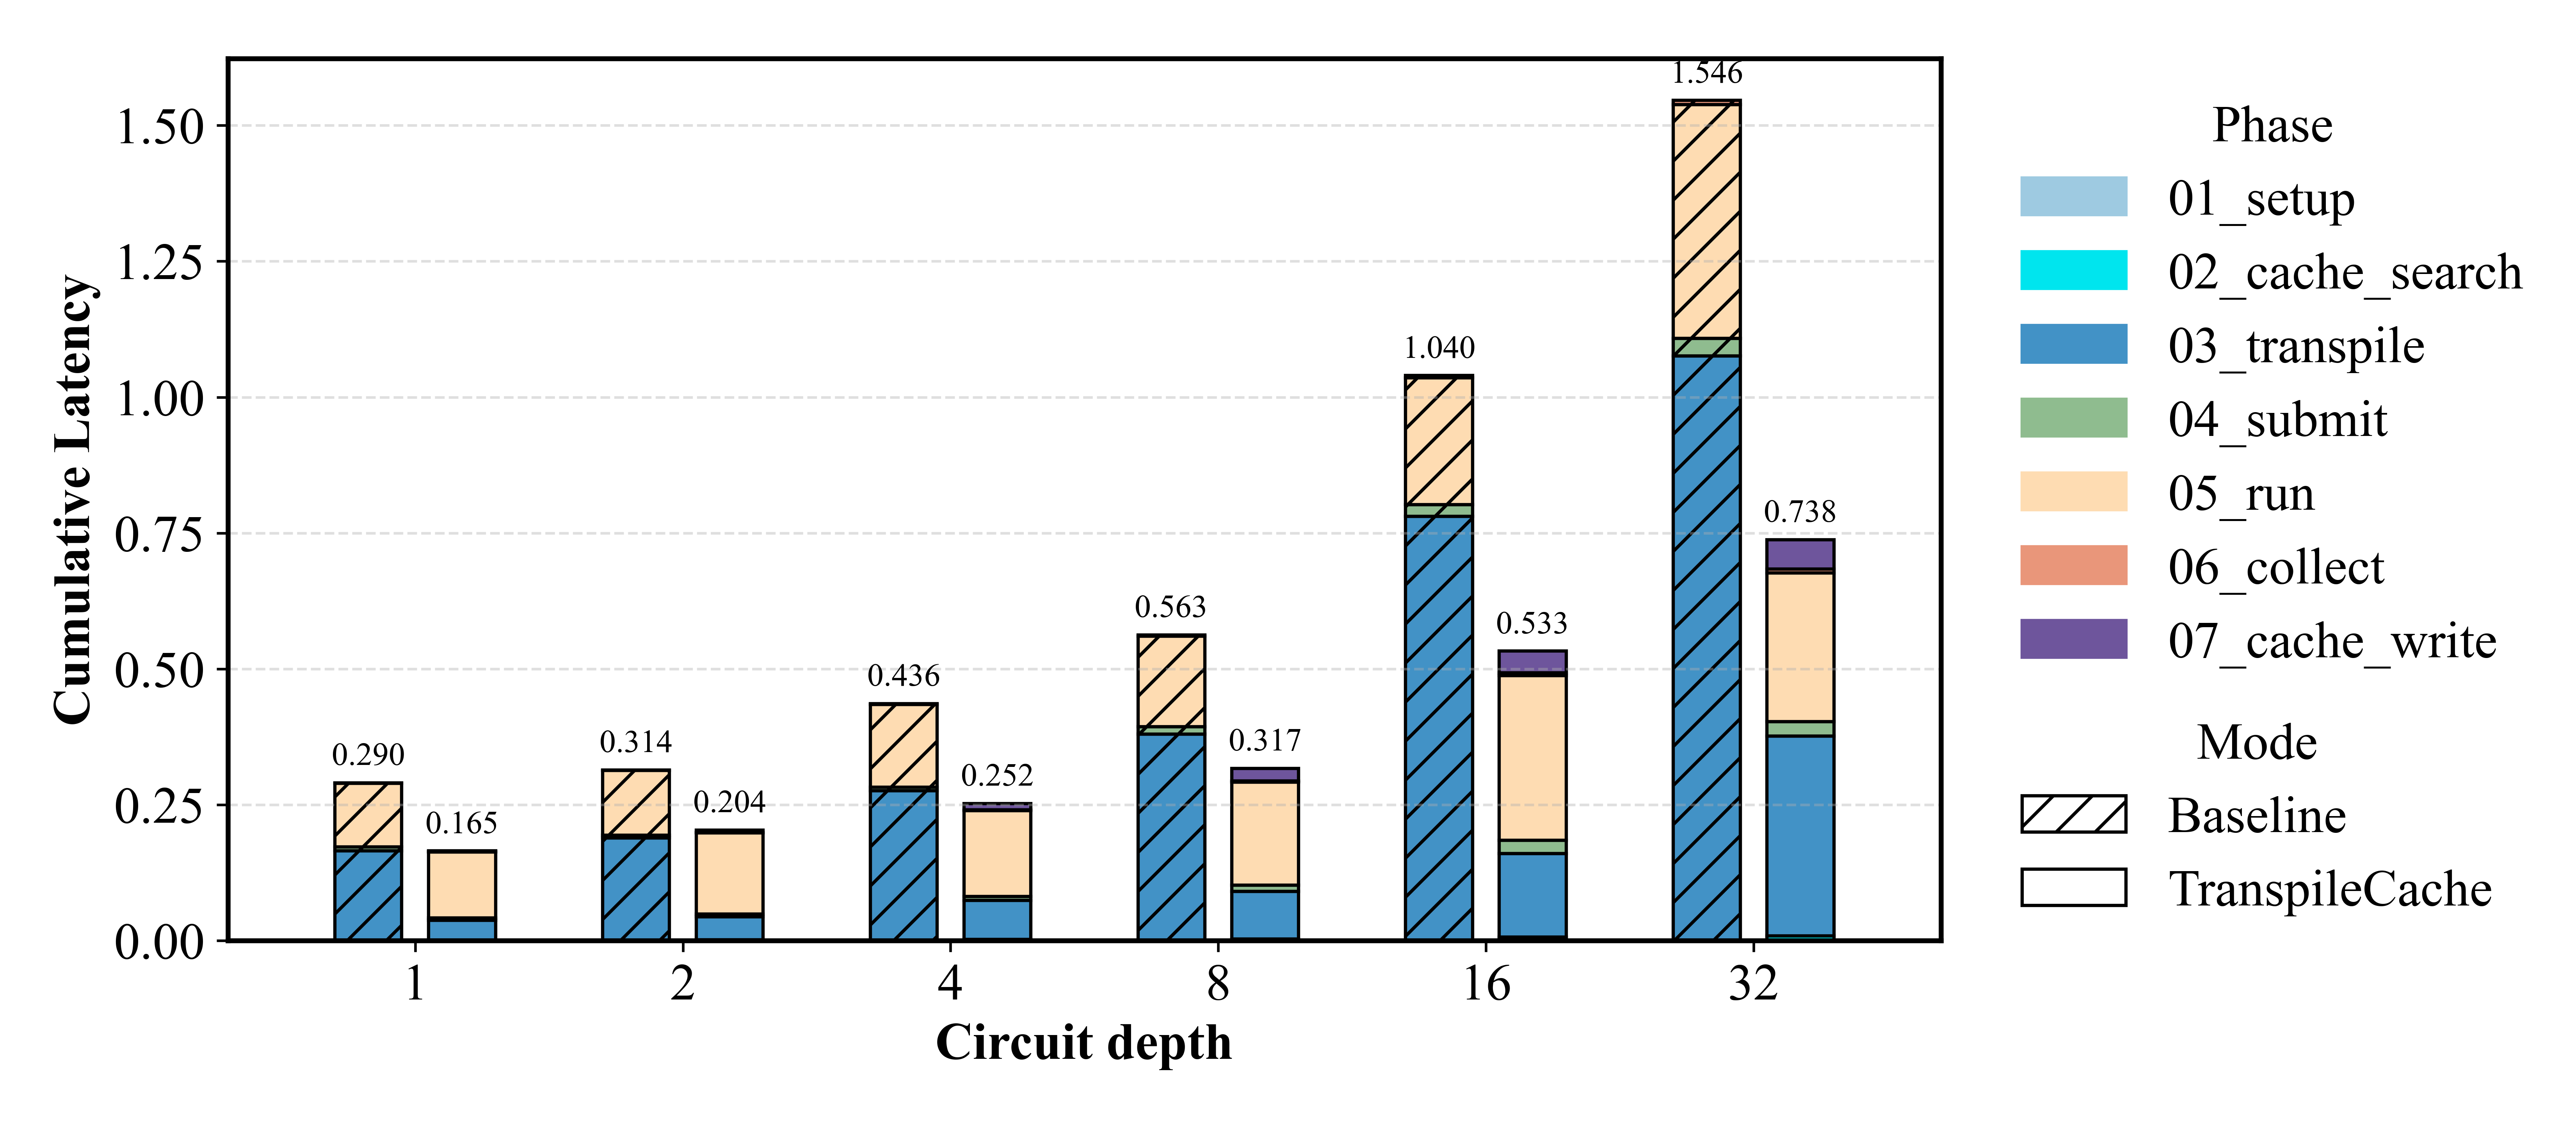 Cumulative Latency
1.50
1.25
1.00
0.75
0.50
0.25
0.00
0.290
0.165
0.314
0.204
0.436
0.252
0.563
0.317
1.040
0.533
1.546
0.738
1
2
4
8
16
32
Circuit depth
Phase
01_setup
02_cache_search
03_transpile
04_submit
05_run
06_collect
07_cache_write
Mode
Baseline
TranspileCache